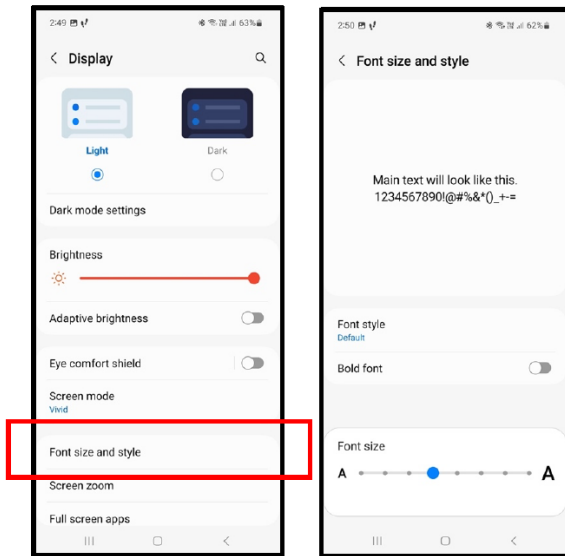 2:49 63%
Display
Light Dark
Dark mode settings
Brightness
Adaptive brightness
Eye comfort shield
Screen mode
Vivid
Font size and style
Screen zoom
Full screen apps
2:50 62%
Font size and style
Main text will look like this.
1234567890!@#%&*()_+-=
Font style
Default
Bold font
Font size
A A